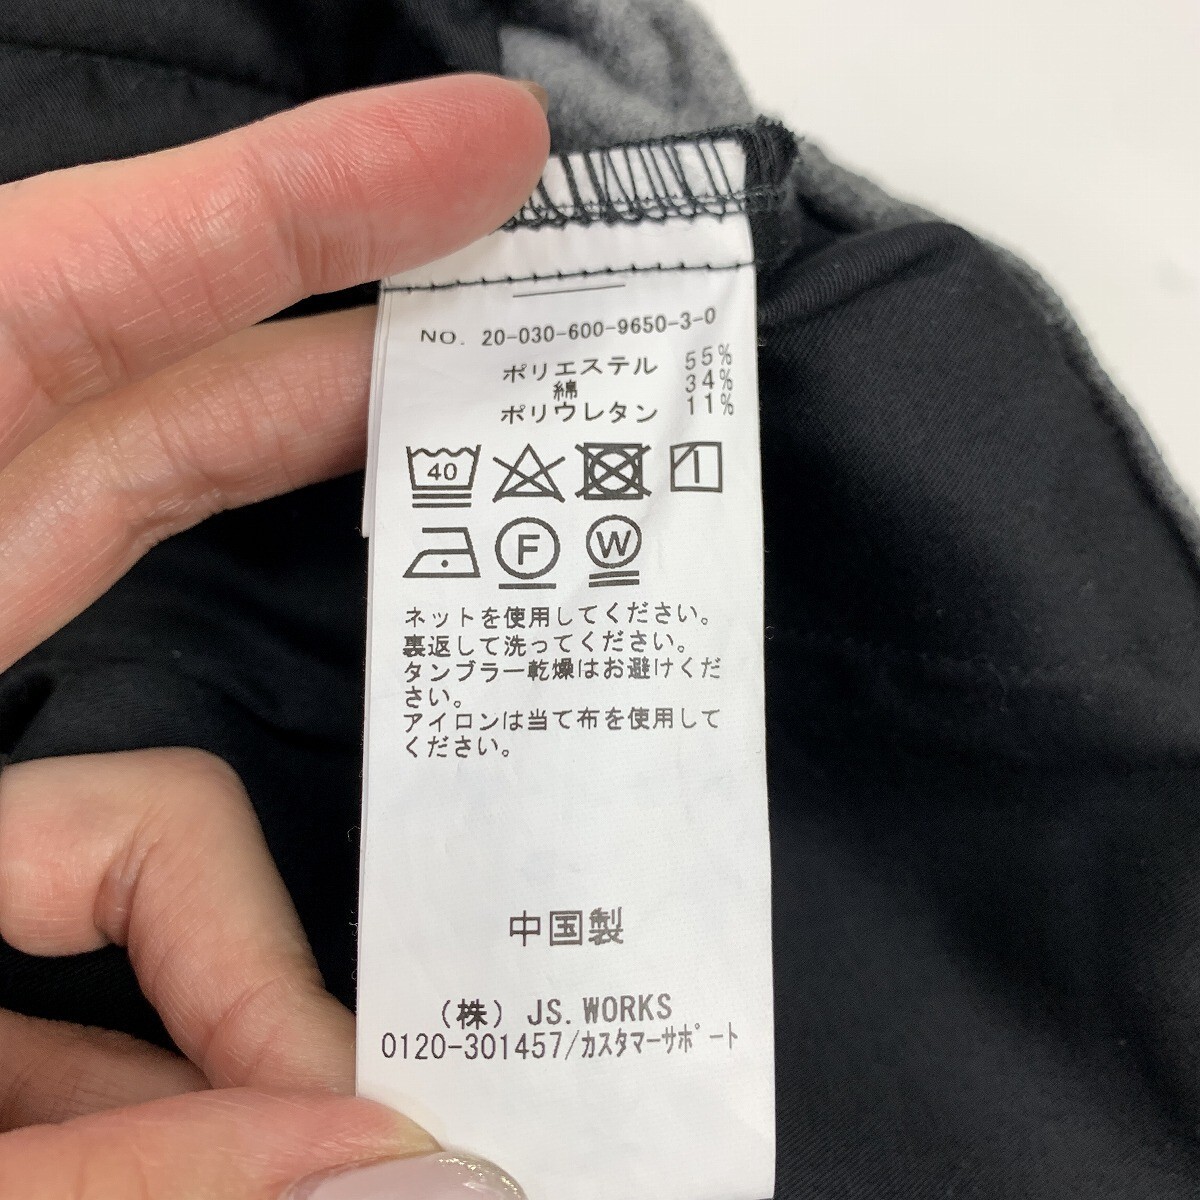 NO. 20-030-600-9650-3-0
ポリエステル 55%
綿 34%
ポリウレタン 11%
40
F W
ネットを使用してください。
裏返して洗ってください。
タンブラー乾燥はお避けくだ
さい。
アイロンは当て布を使用して
ください。
中国製
(株) JS.WORKS
0120-301457/カスタマーサポート